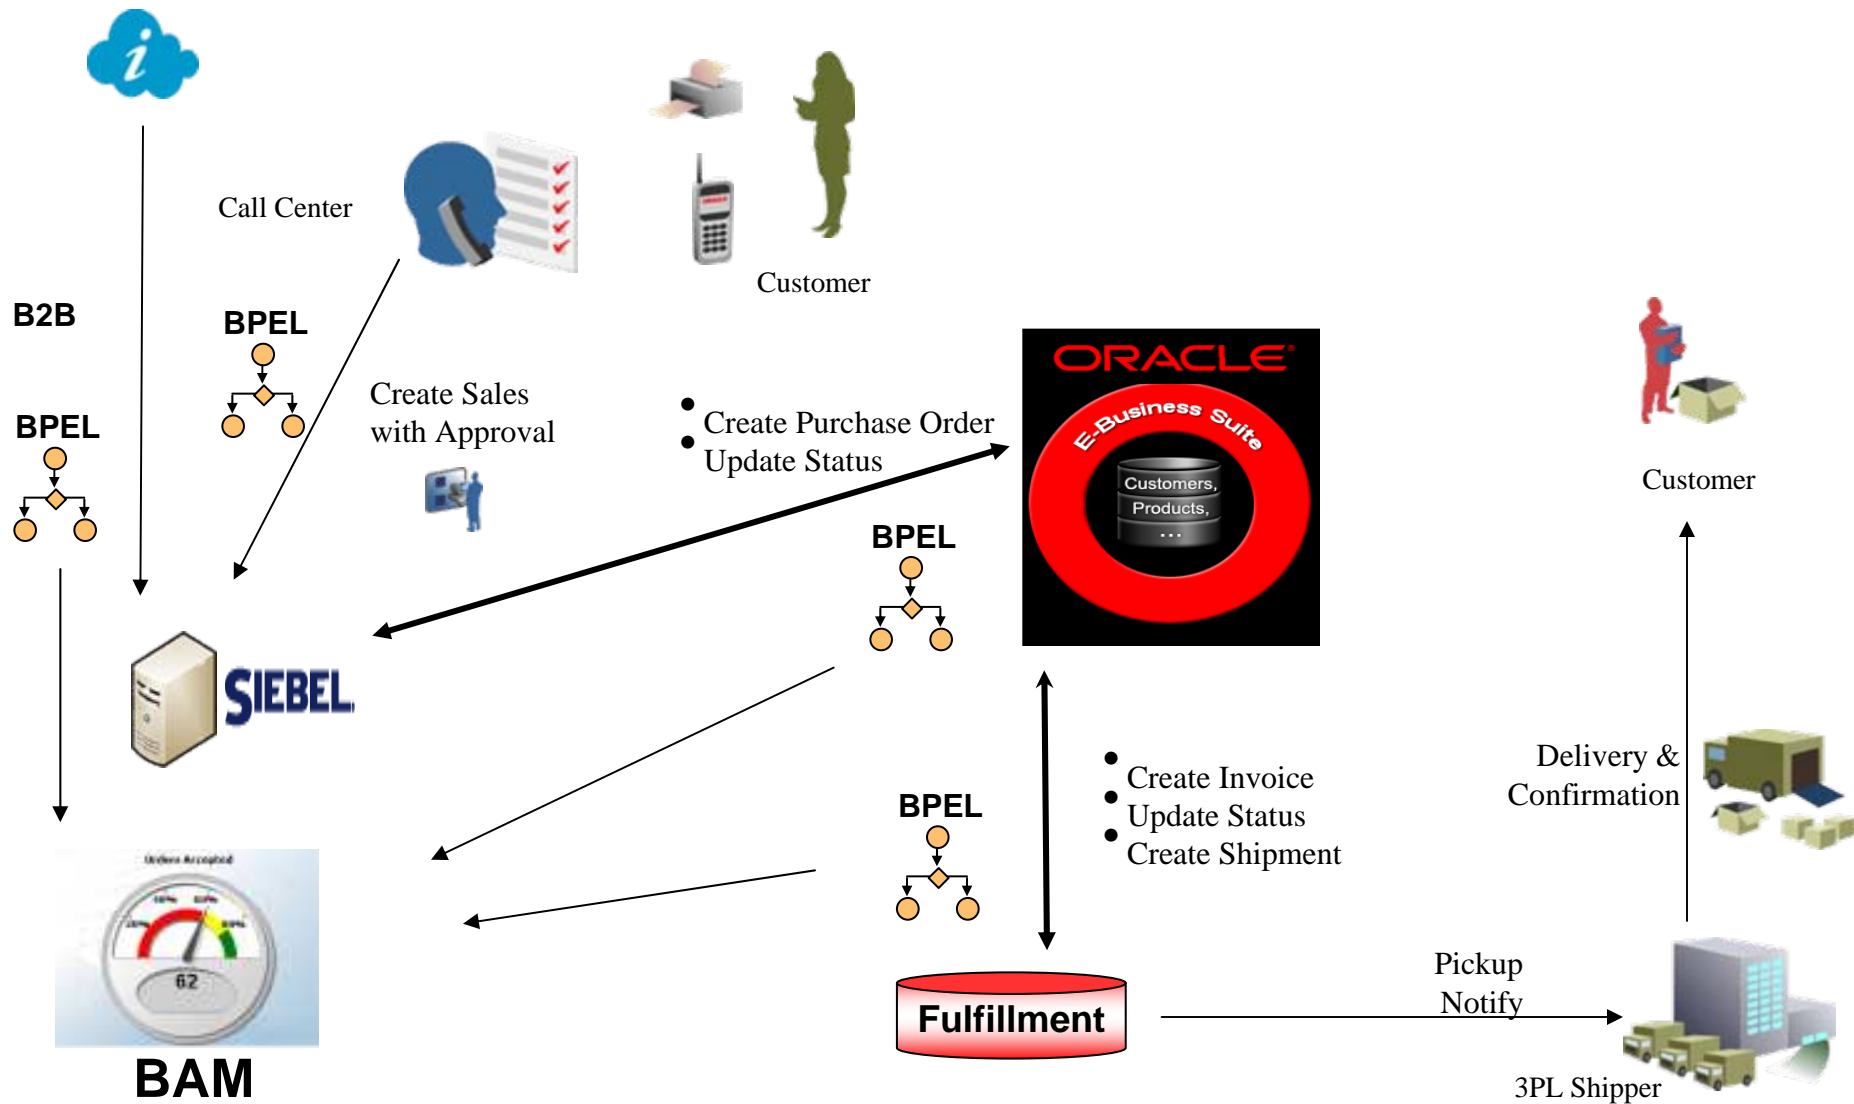 i
Call Center
Customer
B2B
BPEL
BPEL
Create Sales
with Approval
• Create Purchase Order
• Update Status
ORACLE®
E-Business Suite
Customers,
Products,
...
Customer
BPEL
SIEBEL
Delivery &
Confirmation
• Create Invoice
• Update Status
• Create Shipment
BPEL
Orders Accepted
62
BAM
Fulfillment
Pickup
Notify
3PL Shipper